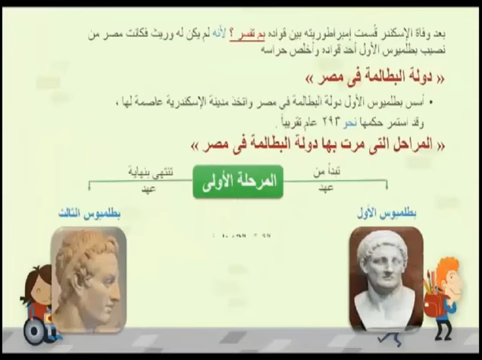 بعد وفاة الإسكندر قُسمت إمبراطوريته بين قواده بم تفسر ؟ لأنه لم يكن له وريث فكانت مصر من
نصيب بطلميوس الأول أحد قواده وأخلص حراسه
دولة البطالمة فى مصر »
• أسس بطلميوس الأول دولة البطالمة في مصر واتخذ مدينة الإسكندرية عاصمة لها ،
وقد استمر حكمها نحو ٢٩٣ عام تقريباً .
المراحل التى مرت بها دولة البطالمة فى مصر »
المرحلة الأولى
تبدأ من
عهد
تنتهي بنهاية
عهد
بطلميوس الأول
بطلميوس الثالث